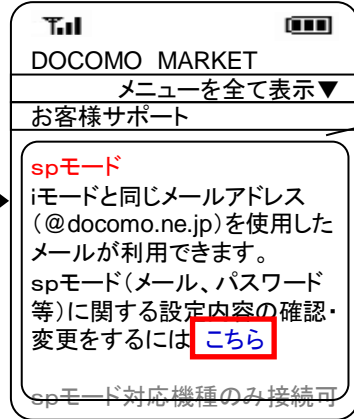 DOCOMO MARKET
メニューを全て表示▼
お客様サポート
spモード
iモードと同じメールアドレス
(@docomo.ne.jp)を使用した
メールが利用できます。
spモード(メール、パスワード
等)に関する設定内容の確認・
変更をするには こちら
spモード対応機種のみ接続可